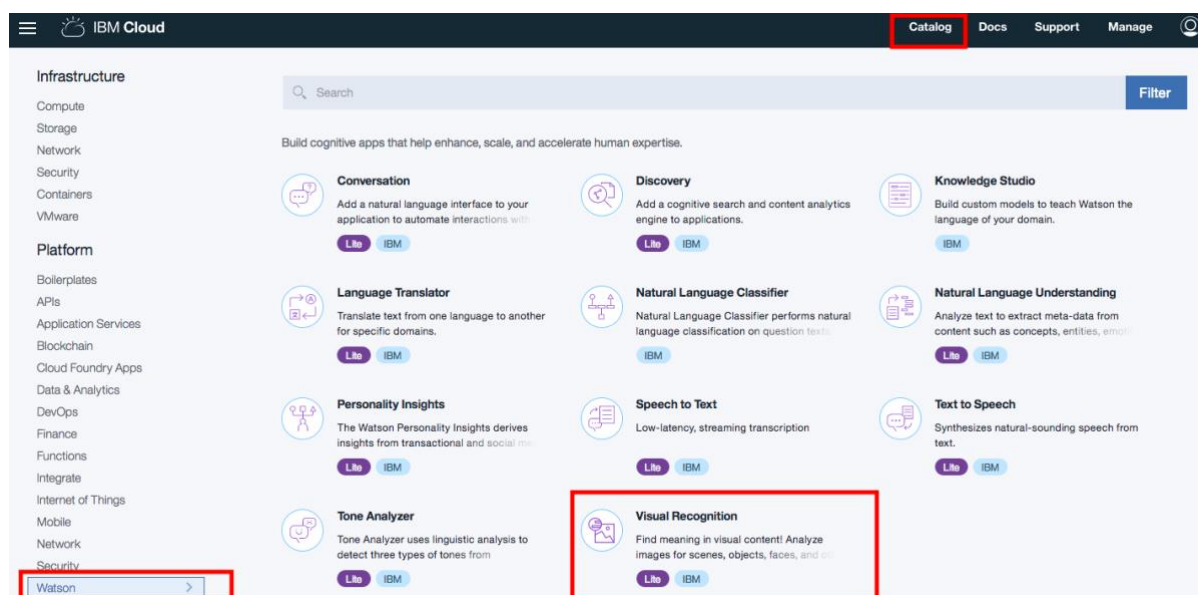 IBM Cloud
Catalog
Docs
Support
Manage
Infrastructure
Compute
Storage
Network
Security
Containers
VMware
Platform
Boilerplates
APIs
Application Services
Blockchain
Cloud Foundry Apps
Data & Analytics
DevOps
Finance
Functions
Integrate
Internet of Things
Mobile
Network
Security
Watson
Search
Filter
Build cognitive apps that help enhance, scale, and accelerate human expertise.
Conversation
Add a natural language interface to your
application to automate interactions with
Lite IBM
Discovery
Add a cognitive search and content analytics
engine to applications.
Lite IBM
Knowledge Studio
Build custom models to teach Watson the
language of your domain.
IBM
Language Translator
Translate text from one language to another
for specific domains.
Lite IBM
Natural Language Classifier
Natural Language Classifier performs natural
language classification on question texts.
IBM
Natural Language Understanding
Analyze text to extract meta-data from
content such as concepts, entities,
Lite IBM
Personality Insights
The Watson Personality Insights derives
insights from transactional and social
Lite IBM
Speech to Text
Low-latency, streaming transcription
Lite IBM
Text to Speech
Synthesizes natural-sounding speech from
text.
Lite IBM
Tone Analyzer
Tone Analyzer uses linguistic analysis to
detect three types of tones from
Lite IBM
Visual Recognition
Find meaning in visual content! Analyze
images for scenes, objects, faces, and
Lite IBM